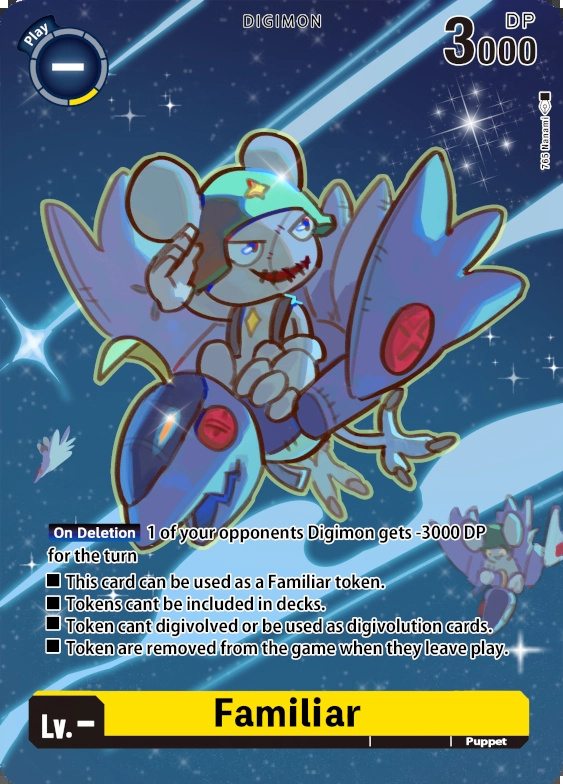 DIGIMON
Play
−
DP
3000
765 Nanami
On Deletion 1 of your opponents Digimon gets -3000 DP
for the turn
■ This card can be used as a Familiar token.
■ Tokens cant be included in decks.
■ Token cant digivolved or be used as digivolution cards.
■ Token are removed from the game when they leave play.
Lv.−
Familiar
Puppet